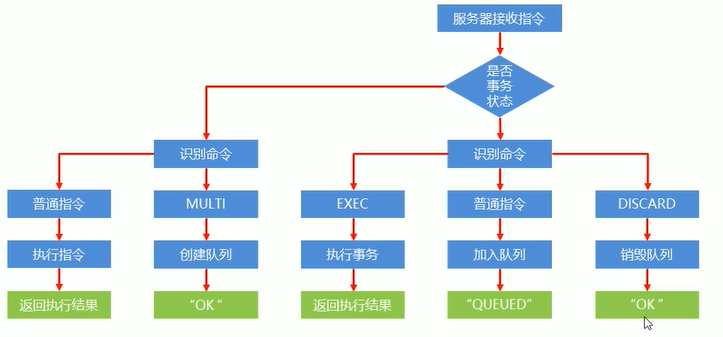 服务器接收指令
是否
事务
状态
识别命令
识别命令
普通指令
MULTI
EXEC
普通指令
DISCARD
执行指令
创建队列
执行事务
加入队列
销毁队列
返回执行结果
“OK”
返回执行结果
“QUEUED”
“OK”